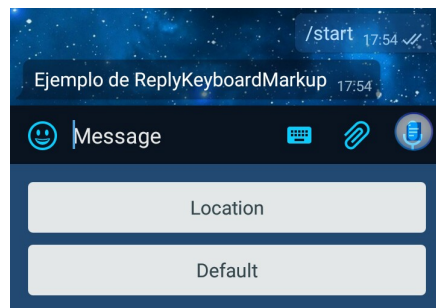 /start 17:54
Ejemplo de ReplyKeyboardMarkup 17:54
Message
Location
Default